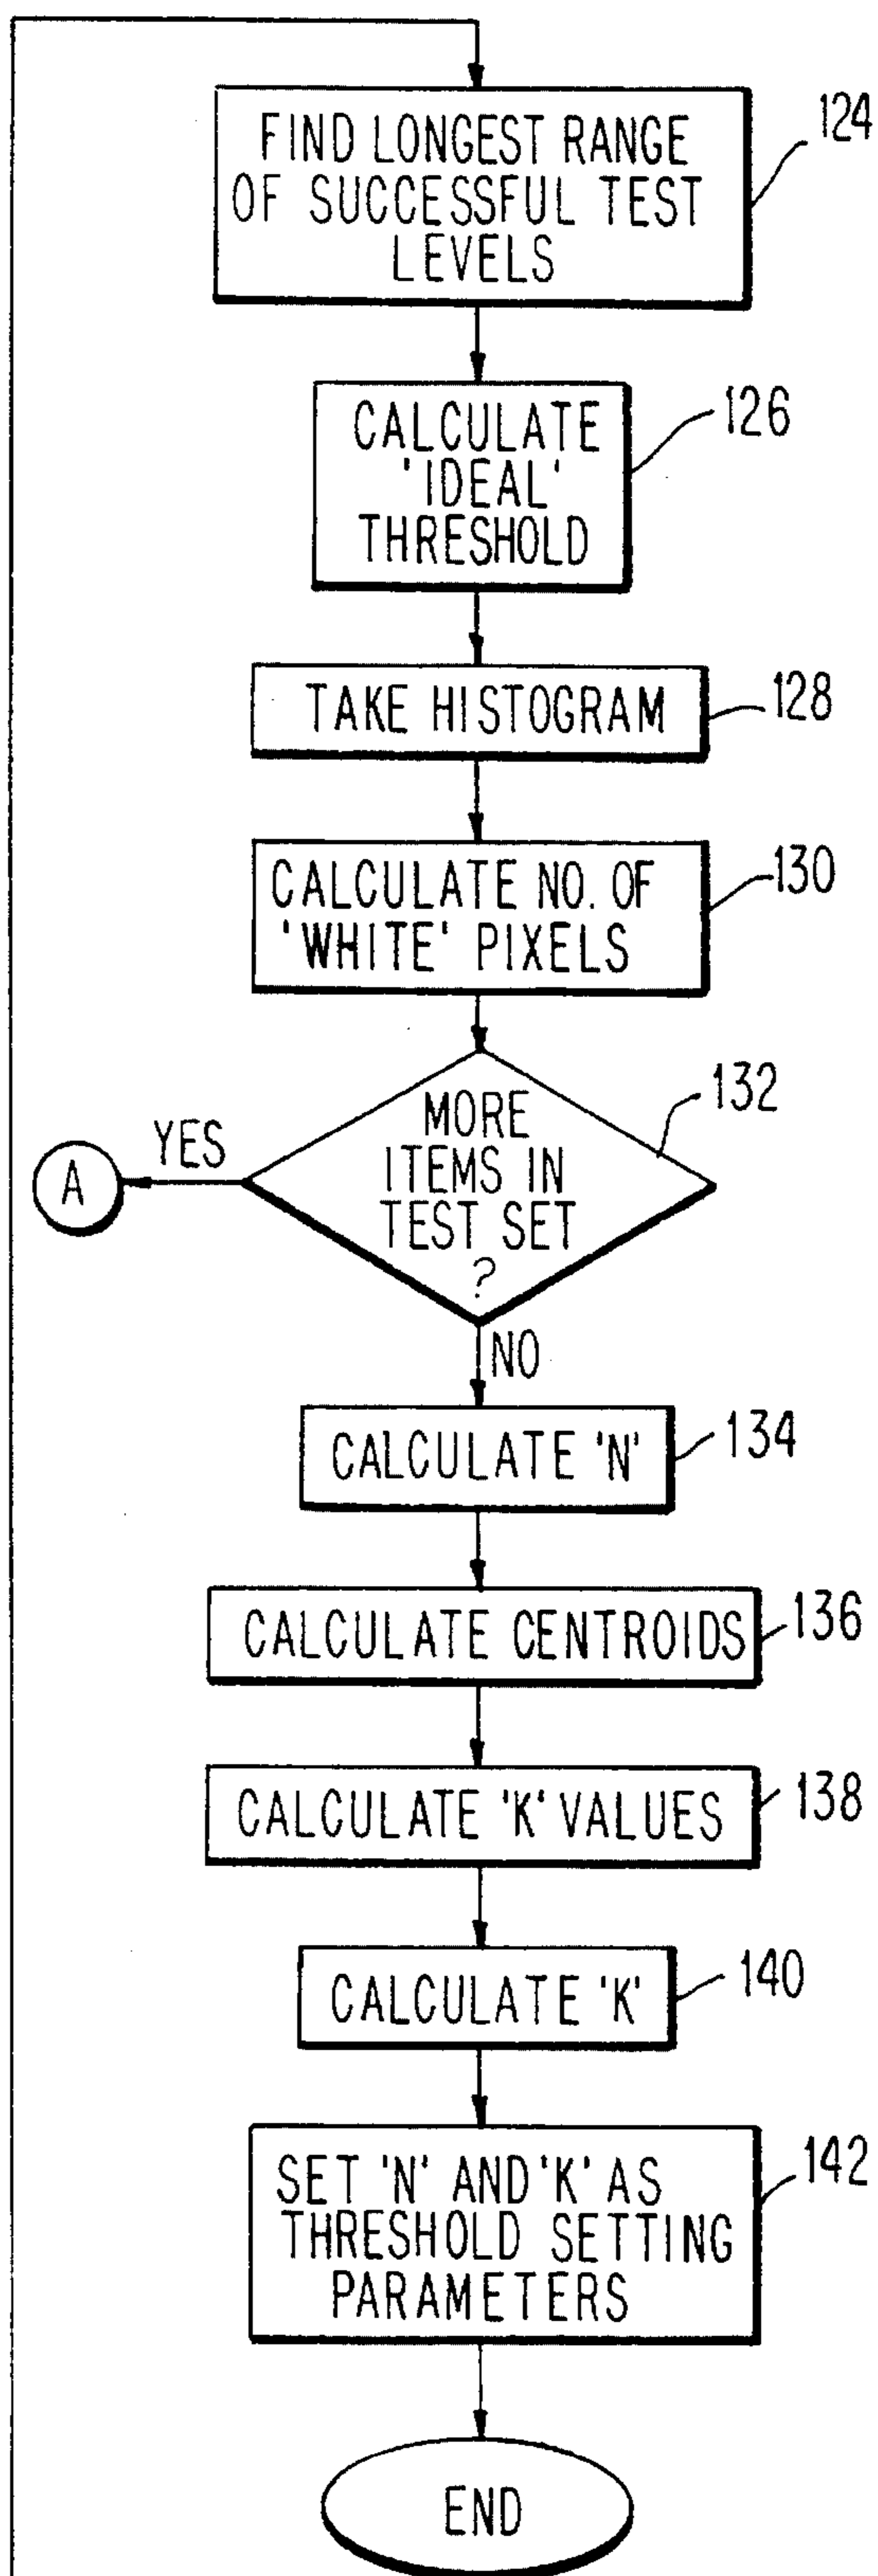 FIND LONGEST RANGE
OF SUCCESSFUL TEST
LEVELS
124
CALCULATE
'IDEAL'
THRESHOLD
126
TAKE HISTOGRAM
128
CALCULATE NO. OF
'WHITE' PIXELS
130
MORE
ITEMS IN
TEST SET
?
132
YES
A
NO
CALCULATE 'N'
134
CALCULATE CENTROIDS
136
CALCULATE 'K' VALUES
138
CALCULATE 'K'
140
SET 'N' AND 'K' AS
THRESHOLD SETTING
PARAMETERS
142
END